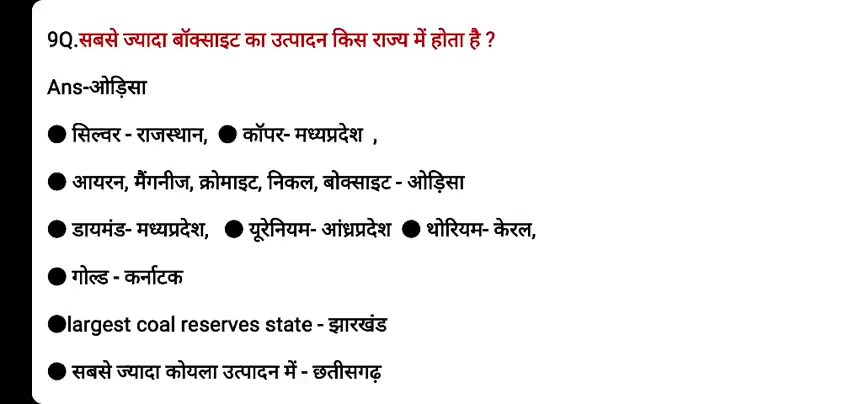 9Q.सबसे ज्यादा बॉक्साइट का उत्पादन किस राज्य में होता है ?
Ans-ओड़िसा
● सिल्वर - राजस्थान, ● कॉपर- मध्यप्रदेश ,
● आयरन, मैंगनीज, क्रोमाइट, निकल, बोक्साइट - ओड़िसा
● डायमंड- मध्यप्रदेश, ● यूरेनियम- आंध्रप्रदेश ● थोरियम- केरल,
● गोल्ड - कर्नाटक
●largest coal reserves state - झारखंड
● सबसे ज्यादा कोयला उत्पादन में - छतीसगढ़